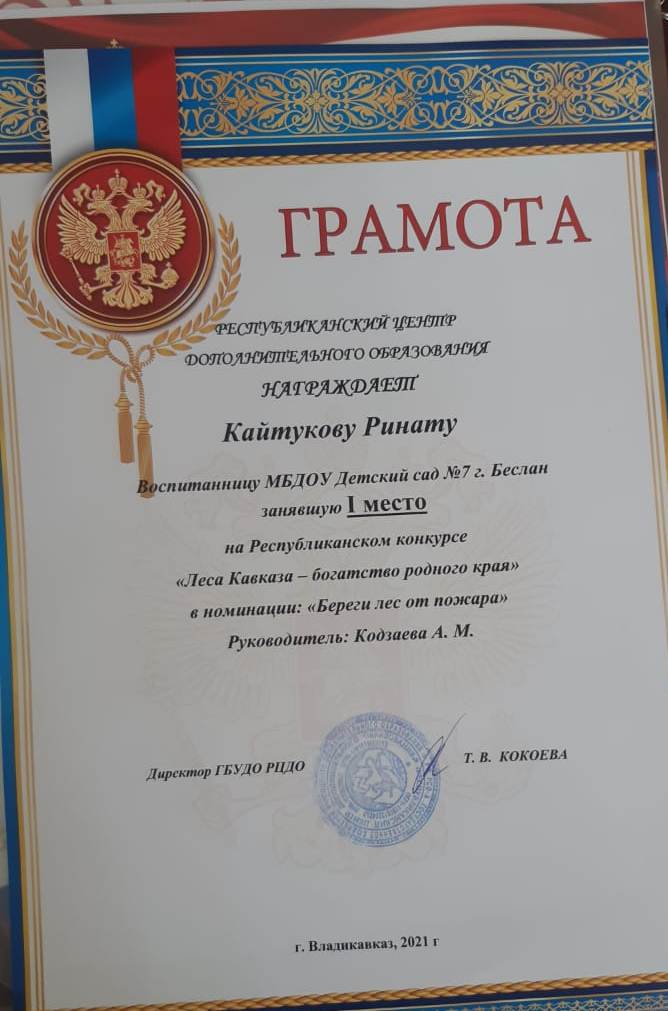 ГРАМОТА
РЕСПУБЛИКАНСКИЙ ЦЕНТР
ДОПОЛНИТЕЛЬНОГО ОБРАЗОВАНИЯ
НАГРАЖДАЕТ
Кайтукову Ринату
Воспитанницу МБДОУ Детский сад №7 г. Беслан
занявшую I место
на Республиканском конкурсе
«Леса Кавказа – богатство родного края»
в номинации: «Береги лес от пожара»
Руководитель: Кодзаева А. М.
Директор ГБУДО РЦДО
Т. В. КОКОЕВА
г. Владикавказ, 2021 г